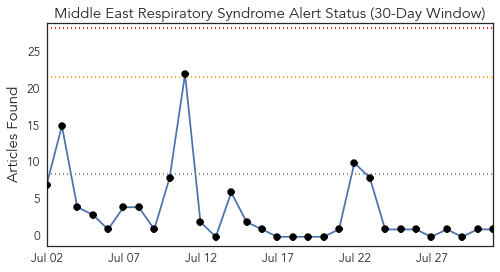 Middle East Respiratory Syndrome Alert Status (30-Day Window)
Articles Found
25
20
15
10
5
0
Jul 02 Jul 07 Jul 12 Jul 17 Jul 22 Jul 27